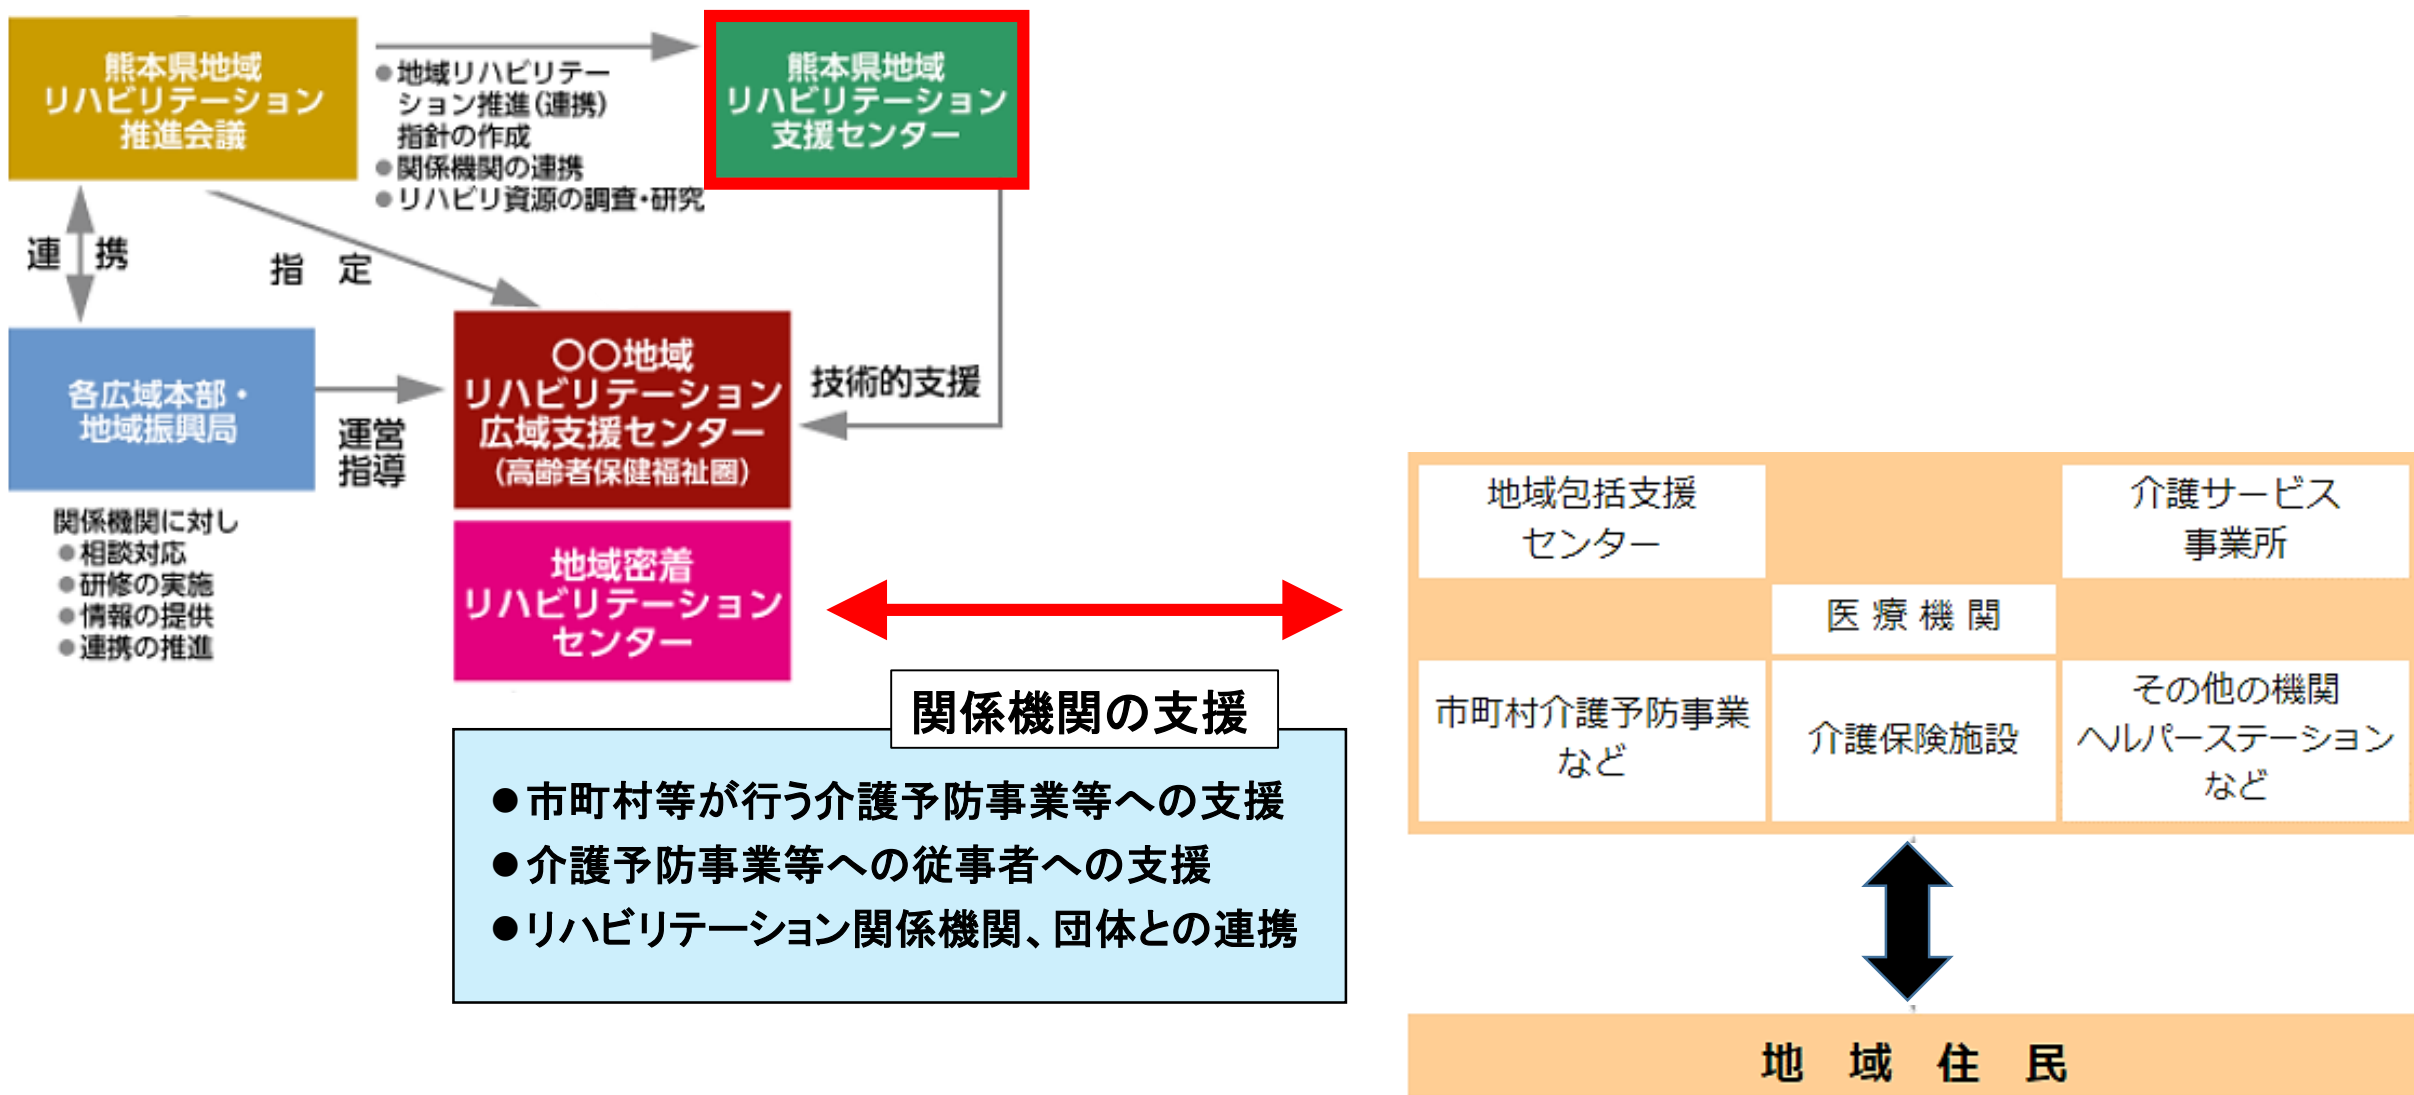 熊本県地域
リハビリテーション
推進会議
●地域リハビリテー
ション推進(連携)
指針の作成
●関係機関の連携
●リハビリ資源の調査・研究
熊本県地域
リハビリテーション
支援センター
連 携
指 定
各広域本部・
地域振興局
運営
指導
〇〇地域
リハビリテーション
広域支援センター
(高齢者保健福祉圏)
技術的支援
関係機関に対し
●相談対応
●研修の実施
●情報の提供
●連携の推進
地域密着
リハビリテーション
センター
関係機関の支援
●市町村等が行う介護予防事業等への支援
●介護予防事業等への従事者への支援
●リハビリテーション関係機関、団体との連携
地域包括支援
センター
介護サービス
事業所
医 療 機 関
市町村介護予防事業
など
介護保険施設
その他の機関
ヘルパーステーション
など
地 域 住 民